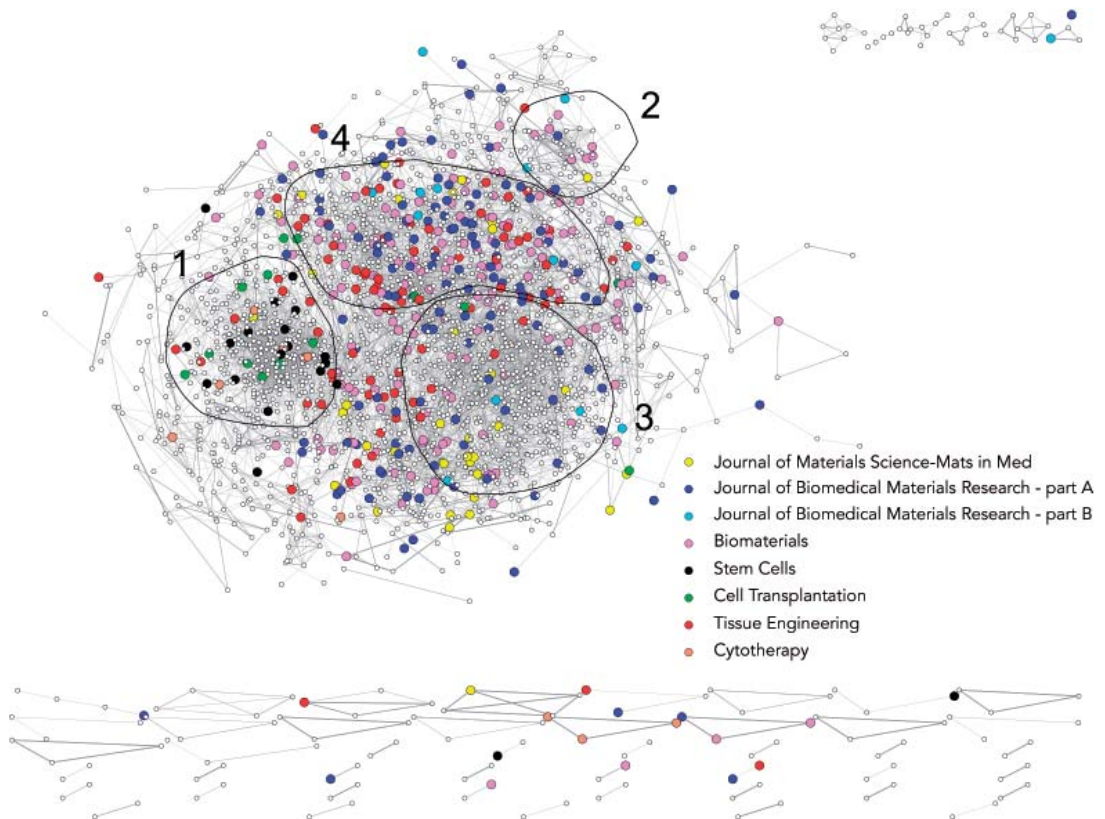 2
4
1
3
Journal of Materials Science-Mats in Med
Journal of Biomedical Materials Research - part A
Journal of Biomedical Materials Research - part B
Biomaterials
Stem Cells
Cell Transplantation
Tissue Engineering
Cytotherapy